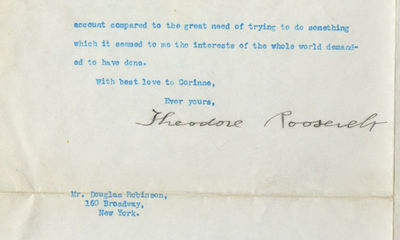 account compared to the great need of trying to do something
which it seemed to me the interests of the whole world demand-
ed to have done.
With best love to Corinne,
Ever yours,
Theodore Roosevelt
Mr. Douglas Robinson,
160 Broadway,
New York.